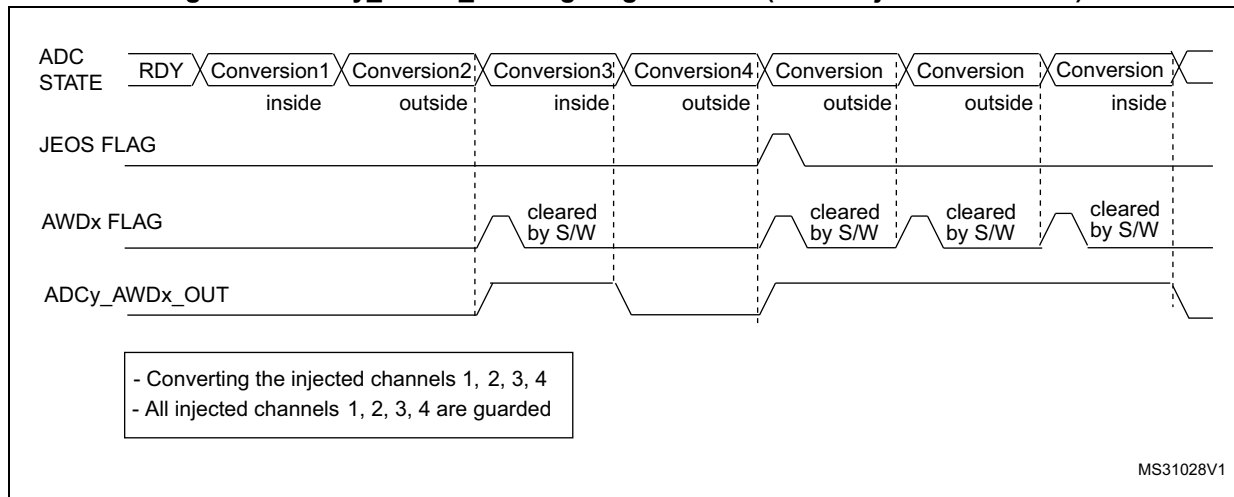 ADC
STATE
RDY Conversion1 Conversion2 Conversion3 Conversion4 Conversion Conversion Conversion
inside outside inside outside outside outside inside
JEOS FLAG
AWDx FLAG
cleared by S/W cleared by S/W cleared by S/W cleared by S/W
ADCy_AWDx_OUT
- Converting the injected channels 1, 2, 3, 4
- All injected channels 1, 2, 3, 4 are guarded
MS31028V1